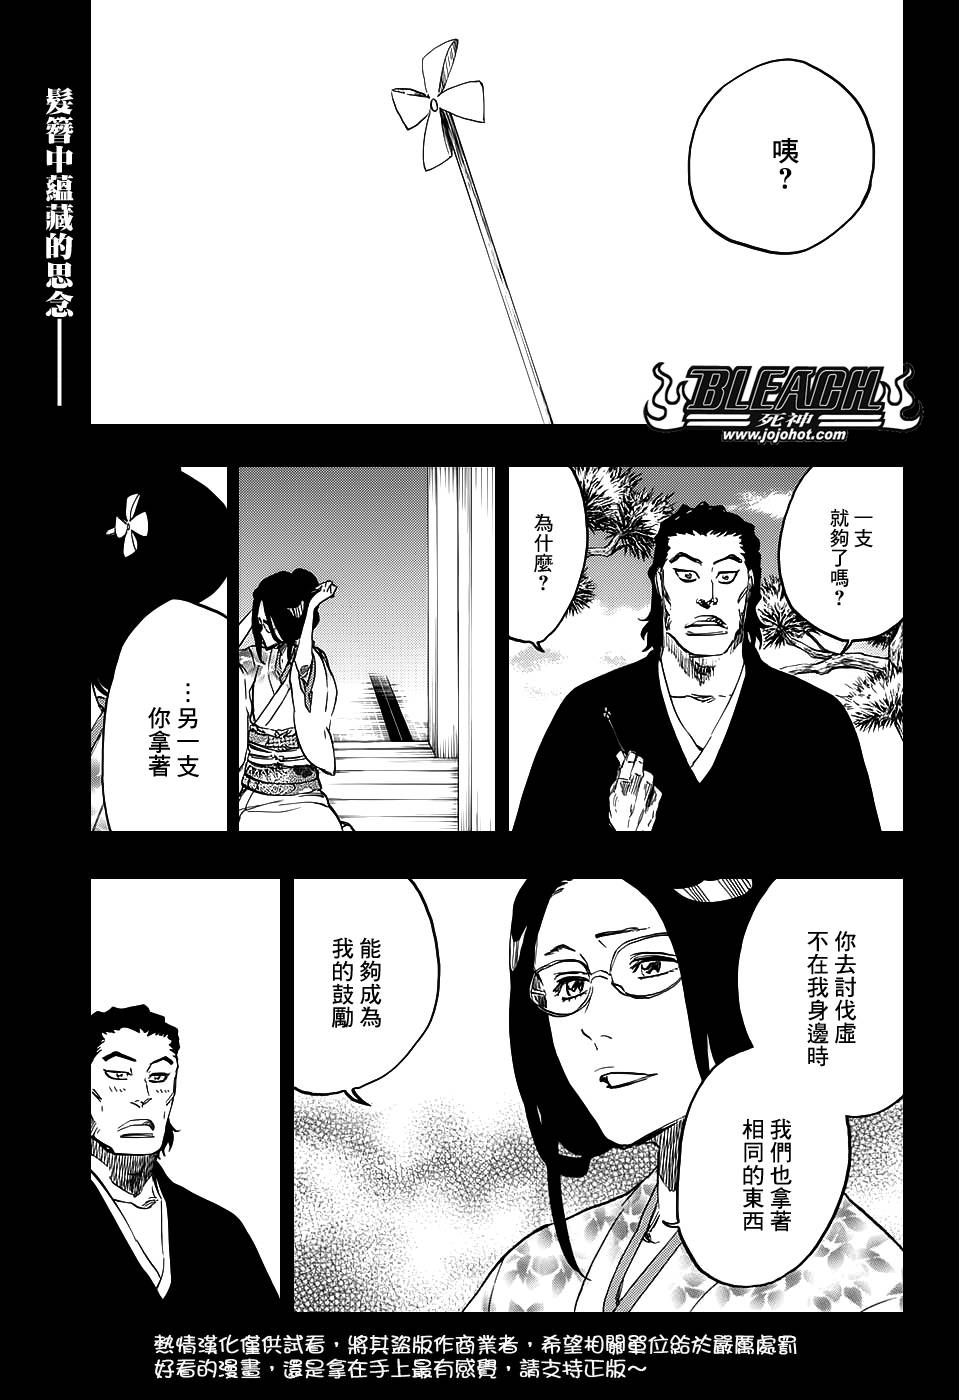 咦?
髮簪中蘊藏的思念——
BLEACH
死神
www.jojohot.com
一支
就夠了嗎?
為什麼?
…另一支
你拿著
你去討伐虛
不在我身邊時
我們也拿著
相同的東西
能夠成為
我的鼓勵
熱情漢化僅供試看，將其盜版作商業者，希望相關單位給於嚴厲處罰
好看的漫畫，還是拿在手上最有感覺，請支持正版～